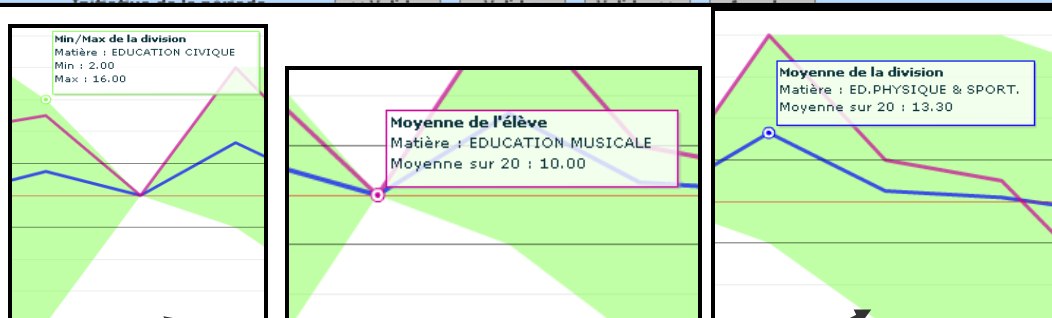 Min/Max de la division
Matière : EDUCATION CIVIQUE
Min : 2.00
Max : 16.00
Moyenne de l'élève
Matière : EDUCATION MUSICALE
Moyenne sur 20 : 10.00
Moyenne de la division
Matière : ED.PHYSIQUE & SPORT.
Moyenne sur 20 : 13.30